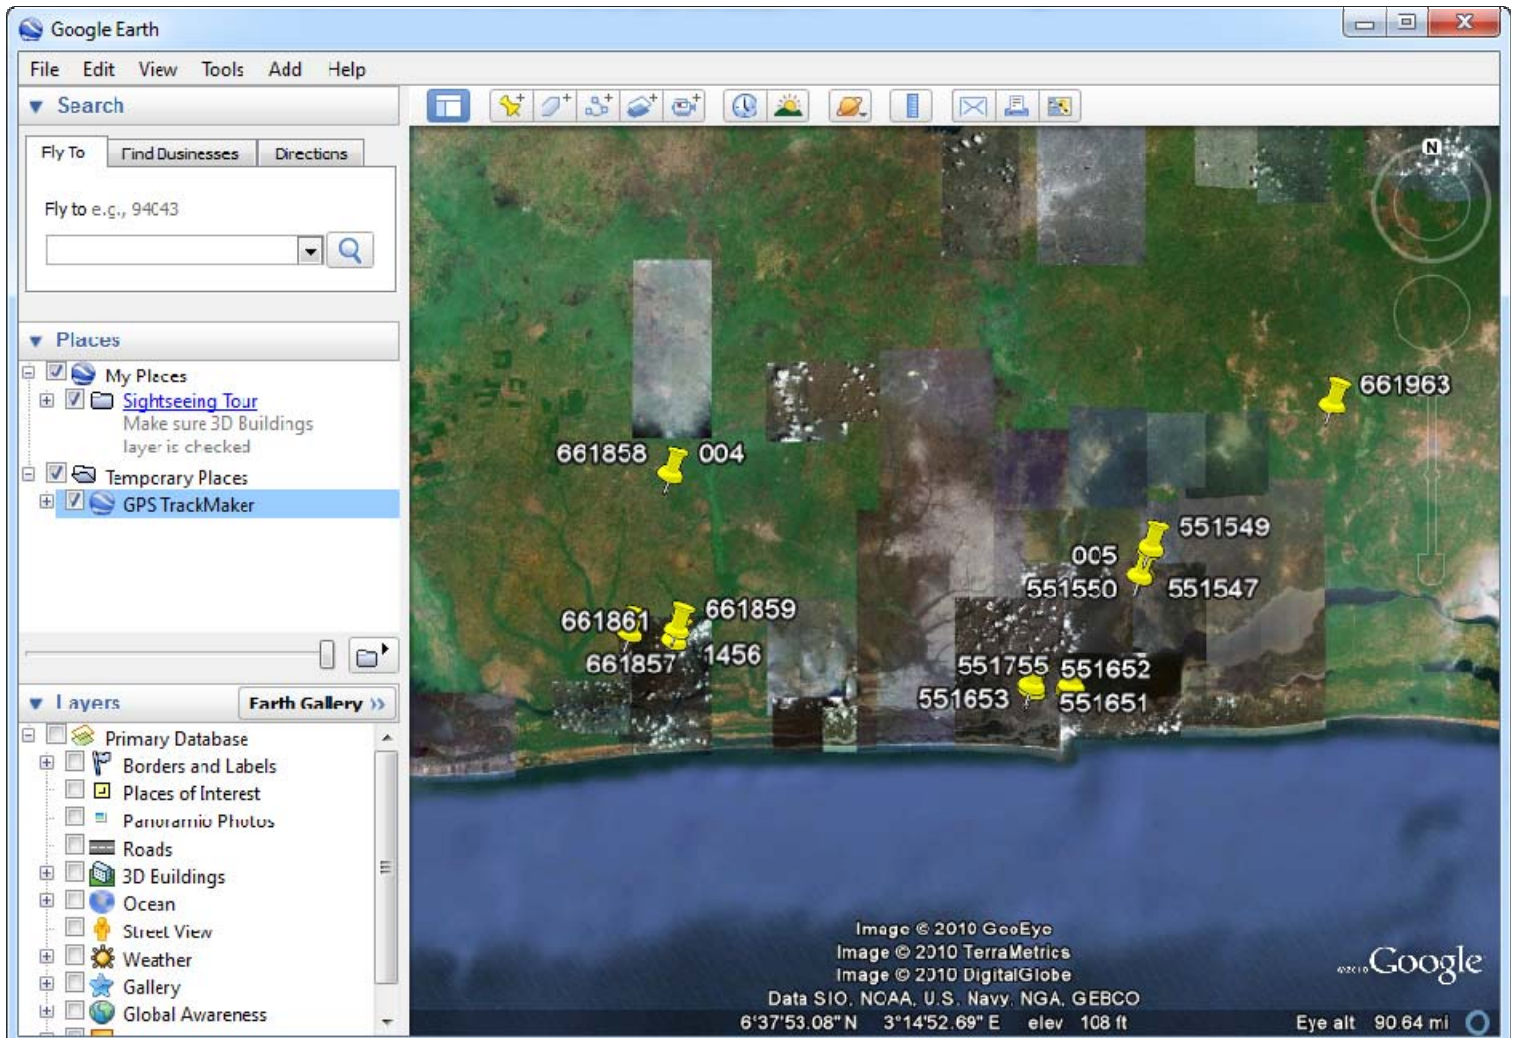 Google Earth
File Edit View Tools Add Help
Search
Fly To Find Businesses Directions
Fly to e.g., 94043
Places
My Places
Sightseeing Tour
Make sure 3D Buildings
layer is checked
Temporary Places
GPS TrackMaker
Layers Earth Gallery >>
Primary Database
Borders and Labels
Places of Interest
Panoramio Photos
Roads
3D Buildings
Ocean
Street View
Weather
Gallery
Global Awareness
N
661963
661858 004
551549
005
551550 551547
661861 661859
661857 1456
551755 551652
551653 551651
Image © 2010 GeoEye
Image © 2010 TerraMetrics
Image © 2010 DigitalGlobe
Data SIO, NOAA, U.S. Navy, NGA, GEBCO
©2010 Google
6°37'53.08" N 3°14'52.69" E elev 108 ft Eye alt 90.64 mi